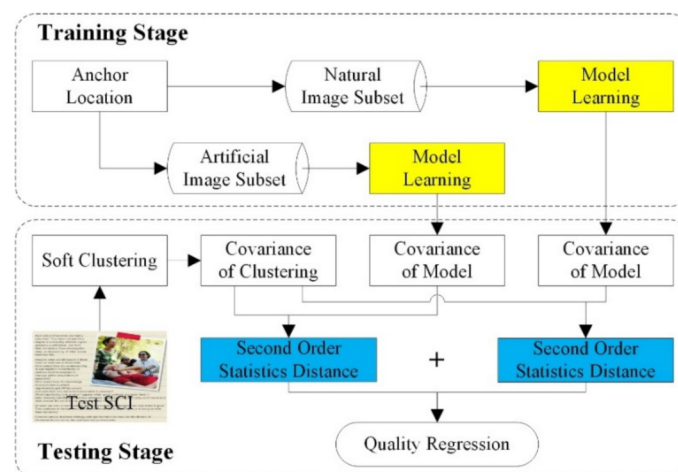 Training Stage
Anchor
Location
Natural
Image Subset
Model
Learning
Artificial
Image Subset
Model
Learning
Soft Clustering
Covariance
of Clustering
Covariance
of Model
Covariance
of Model
Second Order
Statistics Distance
+
Second Order
Statistics Distance
Test SCI
Quality Regression
Testing Stage